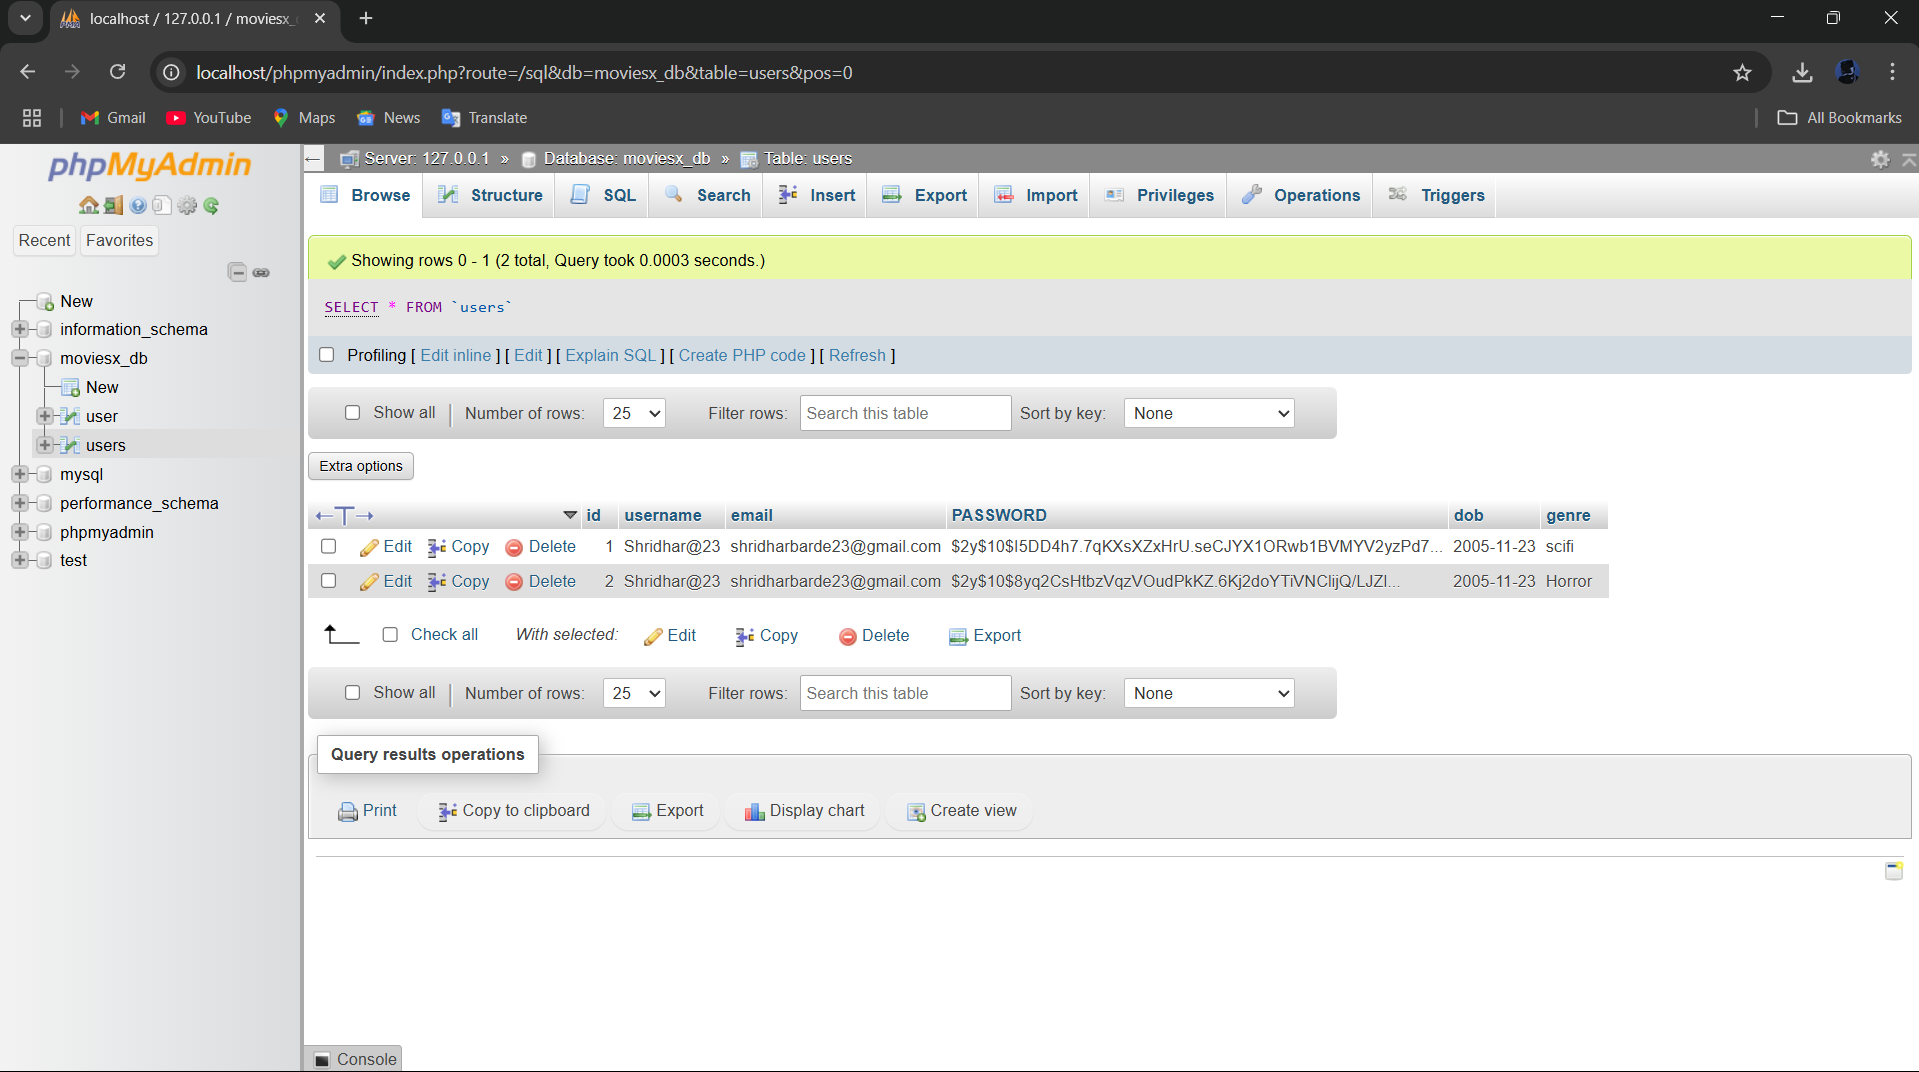 localhost / 127.0.0.1 / moviesx_
localhost/phpmyadmin/index.php?route=/sql&db=moviesx_db&table=users&pos=0
Gmail YouTube Maps News Translate All Bookmarks
phpMyAdmin
Recent Favorites
New
information_schema
moviesx_db
New
user
users
mysql
performance_schema
phpmyadmin
test
Server: 127.0.0.1 » Database: moviesx_db » Table: users
Browse Structure SQL Search Insert Export Import Privileges Operations Triggers
Showing rows 0 - 1 (2 total, Query took 0.0003 seconds.)
SELECT * FROM `users`
Profiling [ Edit inline ] [ Edit ] [ Explain SQL ] [ Create PHP code ] [ Refresh ]
Show all Number of rows: 25 Filter rows: Search this table Sort by key: None
Extra options
id username email PASSWORD dob genre
Edit Copy Delete 1 Shridhar@23 shridharbarde23@gmail.com $2y$10$I5DD4h7.7qKXsXZxHrU.seCJYX1ORwb1BVMYV2yzPd7... 2005-11-23 scifi
Edit Copy Delete 2 Shridhar@23 shridharbarde23@gmail.com $2y$10$8yq2CsHtbzVqzVOudPkKZ.6Kj2doYTiVNClijQ/LJZI... 2005-11-23 Horror
Check all With selected: Edit Copy Delete Export
Show all Number of rows: 25 Filter rows: Search this table Sort by key: None
Query results operations
Print Copy to clipboard Export Display chart Create view
Console